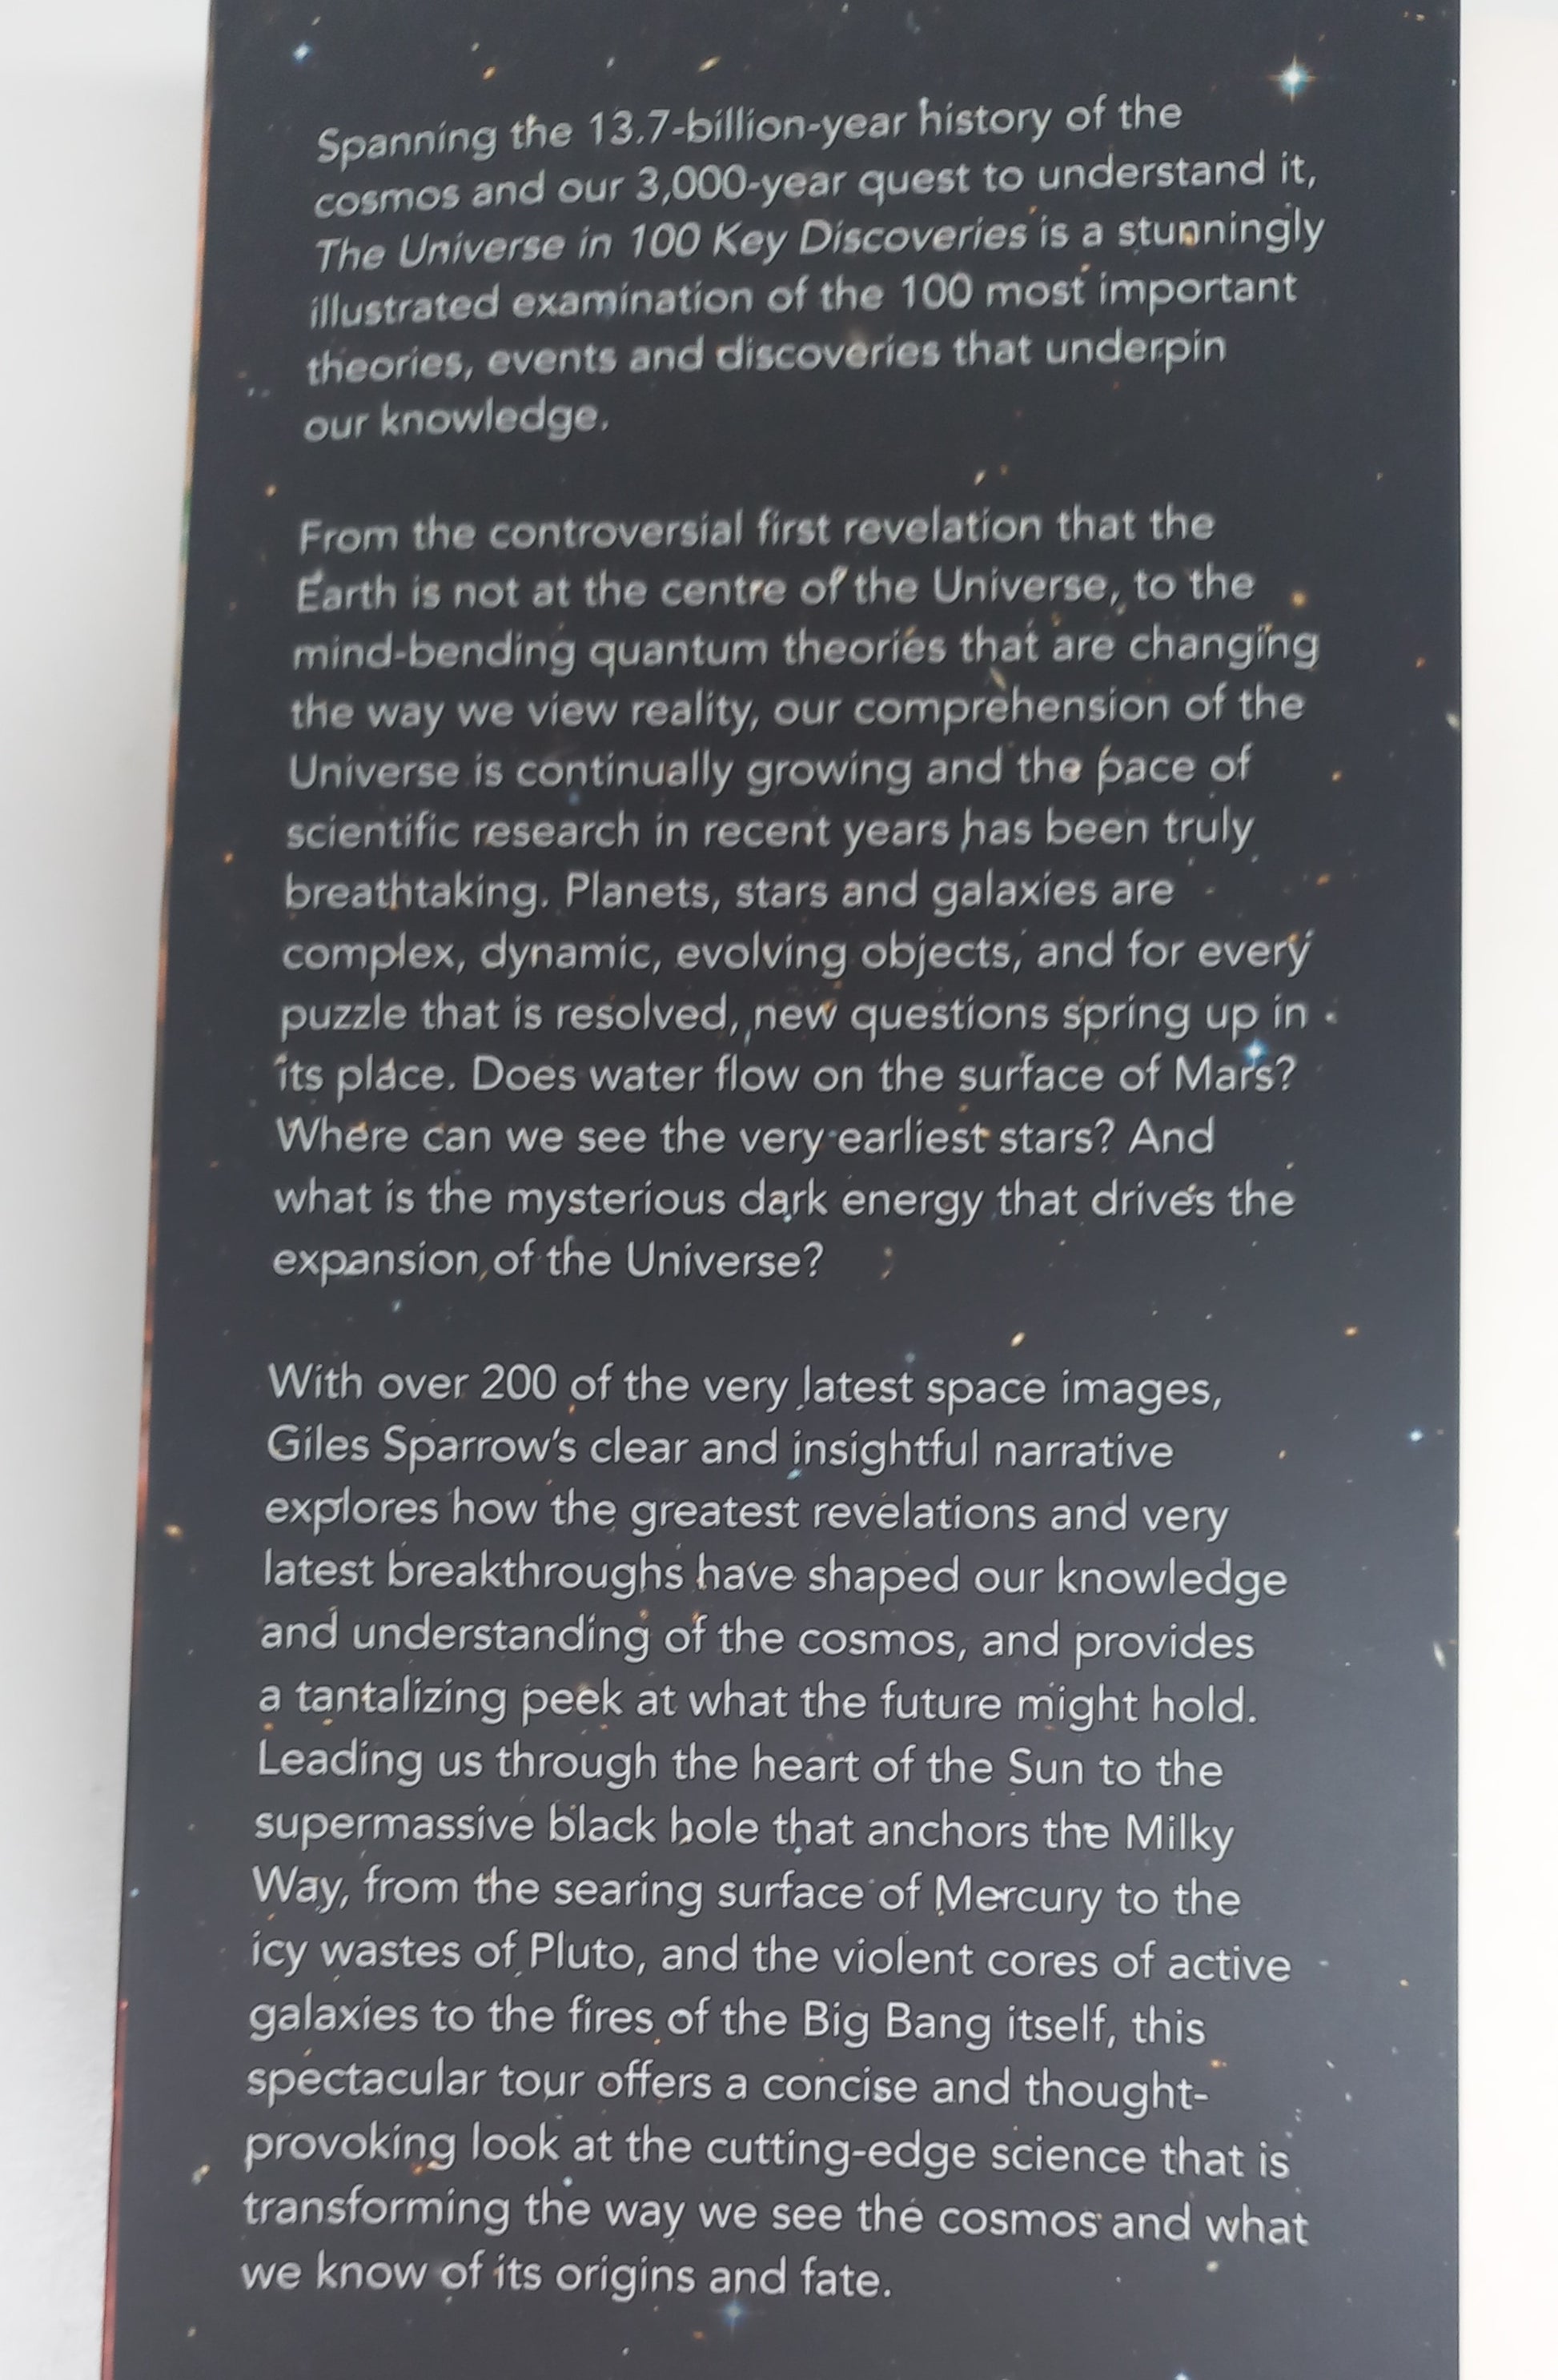 Spanning the 13.7-billion-year history of the
cosmos and our 3,000-year quest to understand it,
The Universe in 100 Key Discoveries is a stunningly
illustrated examination of the 100 most important
theories, events and discoveries that underpin
our knowledge.
From the controversial first revelation that the
Earth is not at the centre of the Universe, to the
mind-bending quantum theories that are changing
the way we view reality, our comprehension of the
Universe is continually growing and the pace of
scientific research in recent years has been truly
breathtaking. Planets, stars and galaxies are
complex, dynamic, evolving objects, and for every
puzzle that is resolved, new questions spring up in
its place. Does water flow on the surface of Mars?
Where can we see the very earliest stars? And
what is the mysterious dark energy that drives the
expansion of the Universe?
With over 200 of the very latest space images,
Giles Sparrow's clear and insightful narrative
explores how the greatest revelations and very
latest breakthroughs have shaped our knowledge
and understanding of the cosmos, and provides
a tantalizing peek at what the future might hold.
Leading us through the heart of the Sun to the
supermassive black hole that anchors the Milky
Way, from the searing surface of Mercury to the
icy wastes of Pluto, and the violent cores of active
galaxies to the fires of the Big Bang itself, this
spectacular tour offers a concise and thought-
provoking look at the cutting-edge science that is
transforming the way we see the cosmos and what
we know of its origins and fate.